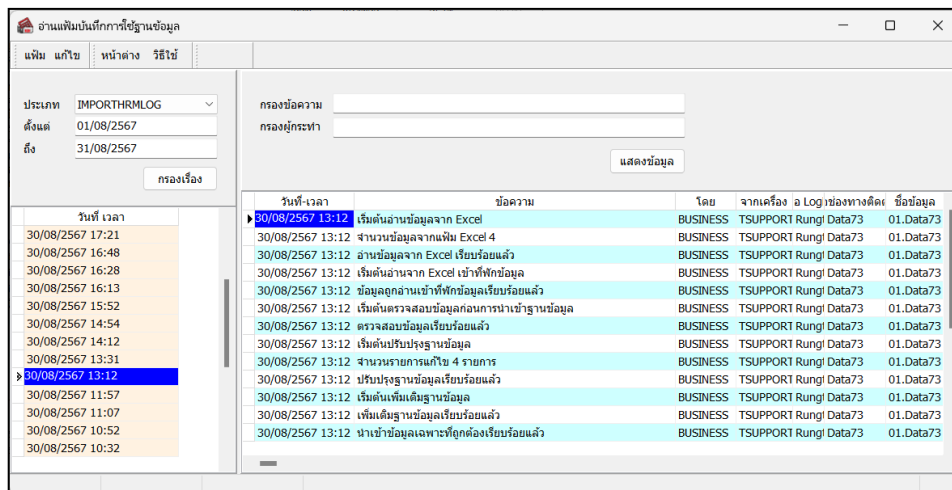 อ่านแฟ้มบันทึกการใช้ฐานข้อมูล
แฟ้ม แก้ไข หน้าต่าง วิธีใช้
ประเภท IMPORTHRMLOG
ตั้งแต่ 01/08/2567
ถึง 31/08/2567
กรองเรื่อง
กรองข้อความ
กรองผู้กระทำ
แสดงข้อมูล
วันที่ เวลา
30/08/2567 17:21
30/08/2567 16:48
30/08/2567 16:28
30/08/2567 16:13
30/08/2567 15:52
30/08/2567 14:54
30/08/2567 14:12
30/08/2567 13:31
30/08/2567 13:12
30/08/2567 11:57
30/08/2567 11:07
30/08/2567 10:52
30/08/2567 10:32
วันที่-เวลา ข้อความ โดย จากเครื่อง อ Log ช่องทางติดต ชื่อข้อมูล
30/08/2567 13:12 เริ่มต้นอ่านข้อมูลจาก Excel BUSINESS TSUPPORT Rung Data73 01.Data73
30/08/2567 13:12 จำนวนข้อมูลจากแฟ้ม Excel 4 BUSINESS TSUPPORT Rung Data73 01.Data73
30/08/2567 13:12 อ่านข้อมูลจาก Excel เรียบร้อยแล้ว BUSINESS TSUPPORT Rung Data73 01.Data73
30/08/2567 13:12 เริ่มต้นอ่านจาก Excel เข้าที่พักข้อมูล BUSINESS TSUPPORT Rung Data73 01.Data73
30/08/2567 13:12 ข้อมูลถูกอ่านเข้าที่พักข้อมูลเรียบร้อยแล้ว BUSINESS TSUPPORT Rung Data73 01.Data73
30/08/2567 13:12 เริ่มต้นตรวจสอบข้อมูลก่อนการนำเข้าฐานข้อมูล BUSINESS TSUPPORT Rung Data73 01.Data73
30/08/2567 13:12 ตรวจสอบข้อมูลเรียบร้อยแล้ว BUSINESS TSUPPORT Rung Data73 01.Data73
30/08/2567 13:12 เริ่มต้นปรับปรุงฐานข้อมูล BUSINESS TSUPPORT Rung Data73 01.Data73
30/08/2567 13:12 จำนวนรายการแก้ไข 4 รายการ BUSINESS TSUPPORT Rung Data73 01.Data73
30/08/2567 13:12 ปรับปรุงฐานข้อมูลเรียบร้อยแล้ว BUSINESS TSUPPORT Rung Data73 01.Data73
30/08/2567 13:12 เริ่มต้นเพิ่มเติมฐานข้อมูล BUSINESS TSUPPORT Rung Data73 01.Data73
30/08/2567 13:12 เพิ่มเติมฐานข้อมูลเรียบร้อยแล้ว BUSINESS TSUPPORT Rung Data73 01.Data73
30/08/2567 13:12 นำเข้าข้อมูลเฉพาะที่ถูกต้องเรียบร้อยแล้ว BUSINESS TSUPPORT Rung Data73 01.Data73